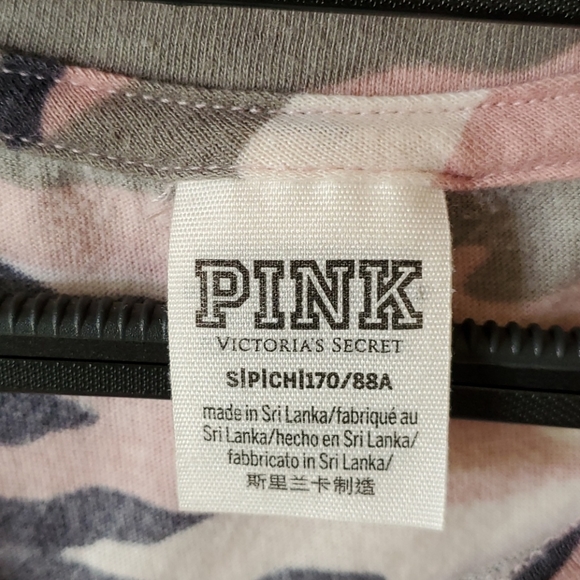 PINK
VICTORIA'S SECRET
S|P|CH|170/88A
made in Sri Lanka/fabriqué au
Sri Lanka/hecho en Sri Lanka/
fabbricato in Sri Lanka/
斯里兰卡制造